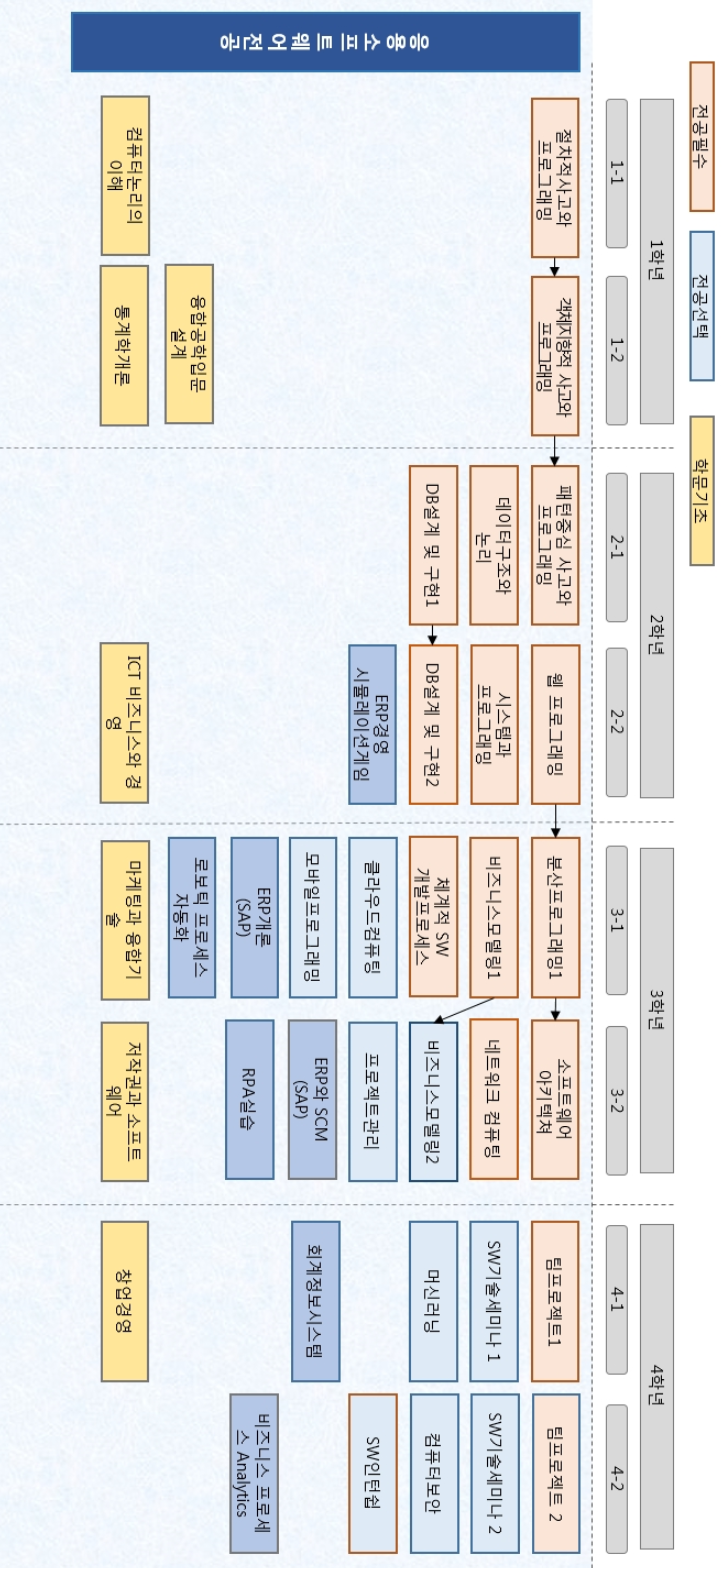 전공필수
전공선택
학문기초
1학년
2학년
3학년
4학년
1-1
1-2
2-1
2-2
3-1
3-2
4-1
4-2
응용소프트웨어전공
절차적사고와
프로그래밍
객체지향적 사고와
프로그래밍
패턴중심 사고와
프로그래밍
웹 프로그래밍
분산프로그래밍1
소프트웨어
아키텍쳐
팀프로젝트1
팀프로젝트 2
데이터구조와
논리
시스템과
프로그래밍
비즈니스모델링1
네트워크 컴퓨팅
SW기술세미나 1
SW기술세미나 2
DB설계 및 구현1
DB설계 및 구현2
체계적 SW
개발프로세스
비즈니스모델링2
머신러닝
컴퓨터보안
ERP경영
시뮬레이션게임
클라우드컴퓨팅
프로젝트관리
SW인턴쉽
모바일프로그래밍
ERP와 SCM
(SAP)
회계정보시스템
ERP개론
(SAP)
RPA실습
비즈니스 프로세
스 Analytics
융합공학입문
설계
로보틱 프로세스
자동화
컴퓨터논리의
이해
통계학개론
ICT 비즈니스와 경
영
마케팅과 융합기
술
저작권과 소프트
웨어
창업경영